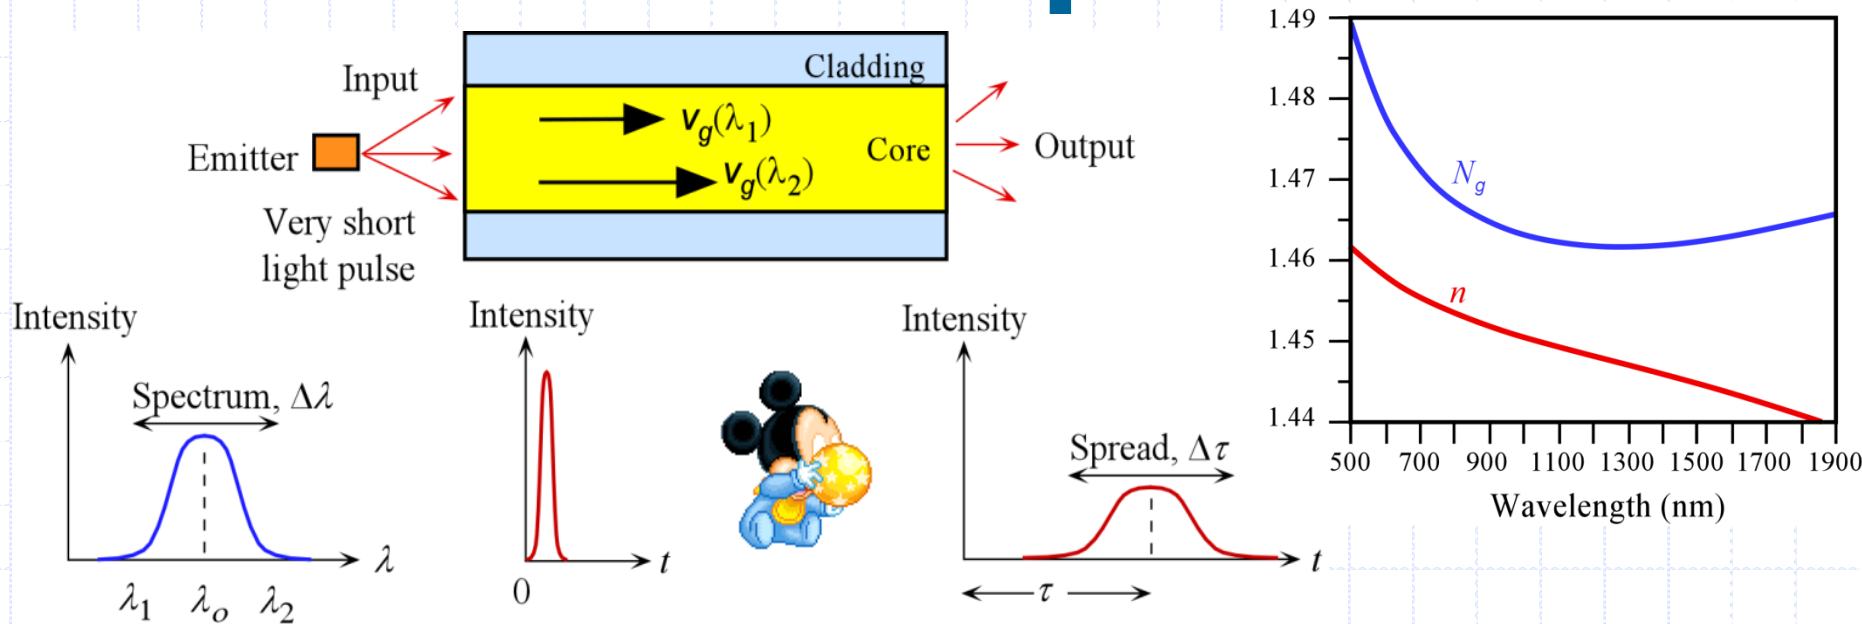 Input
Emitter
Very short
light pulse
Cladding
v_g(λ_1)
Core
v_g(λ_2)
Output
Intensity
Spectrum, Δλ
λ
λ_1 λ_o λ_2
Intensity
t
0
Intensity
Spread, Δτ
t
τ
1.49
1.48
1.47
1.46
1.45
1.44
N_g
n
500 700 900 1100 1300 1500 1700 1900
Wavelength (nm)